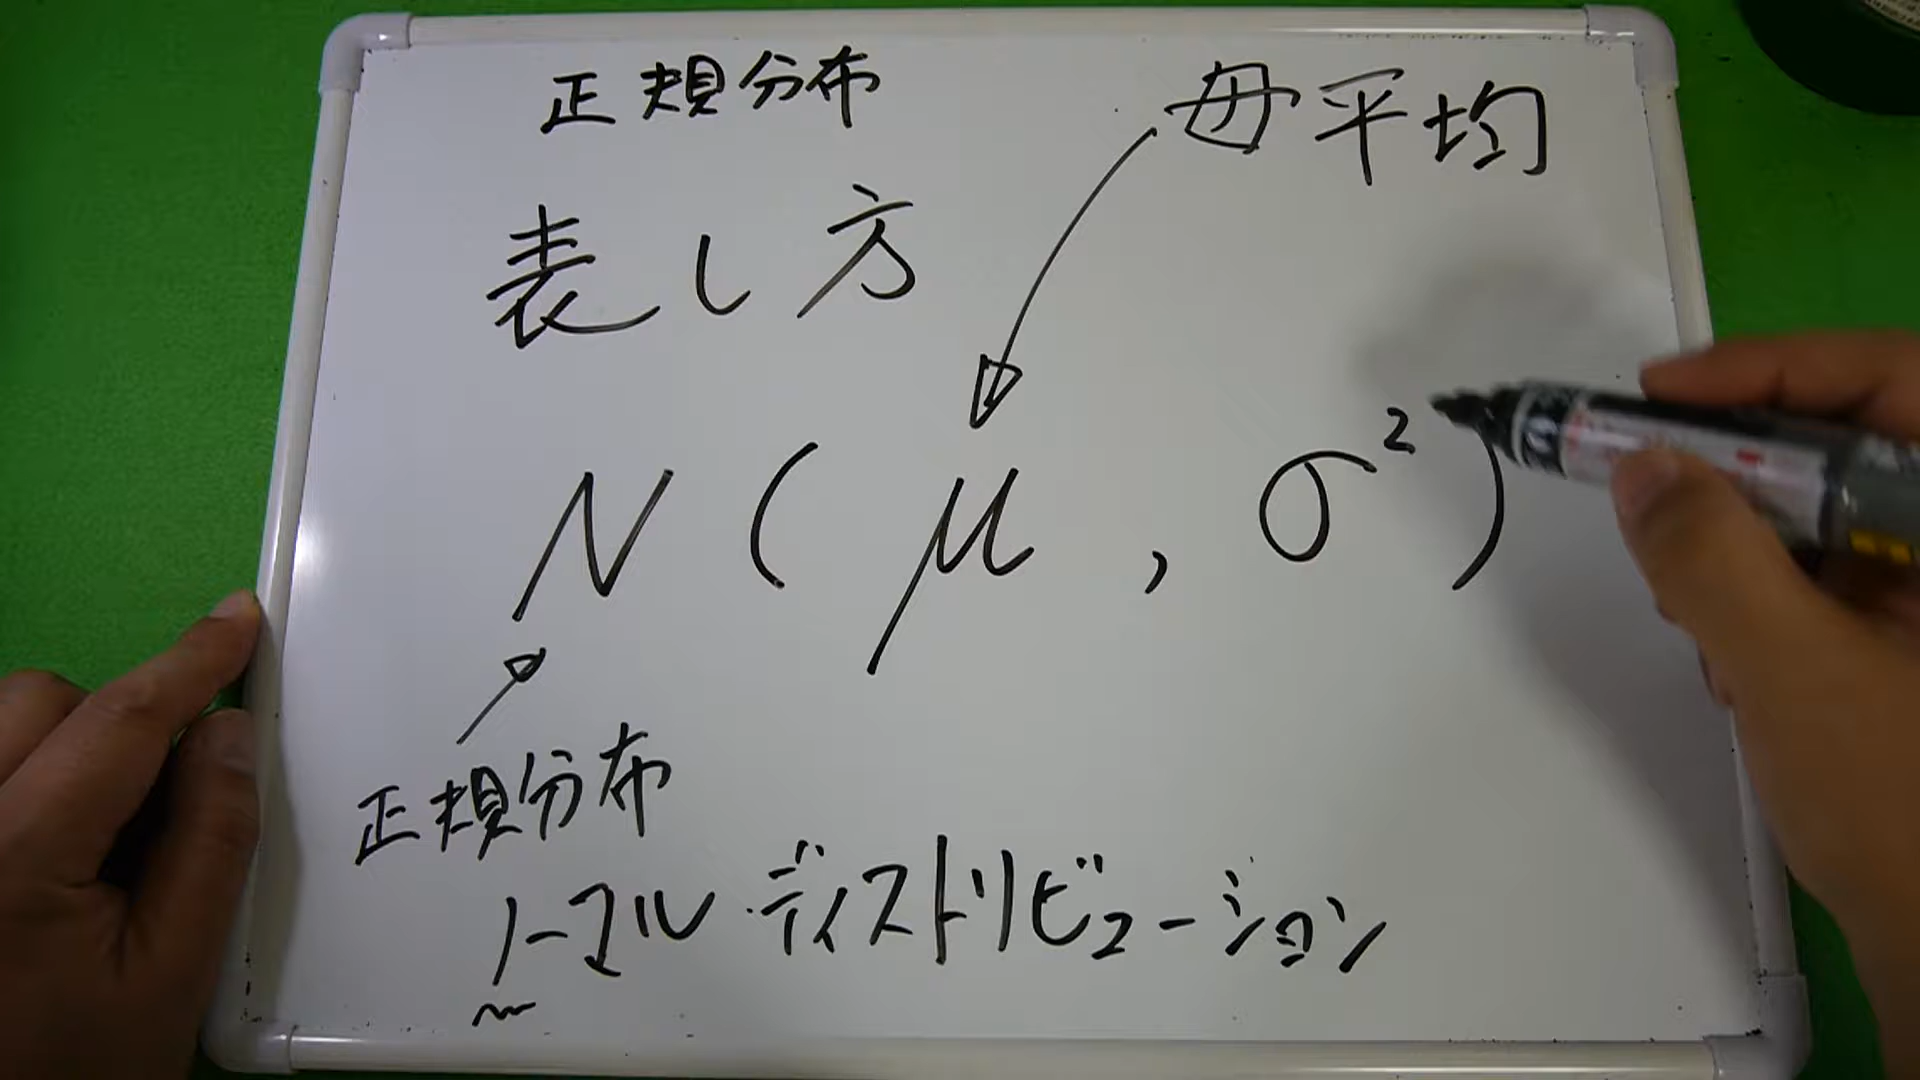 正規分布
母平均
表し方
N ( μ , σ² )
正規分布
ノーマル・ディストリビューション